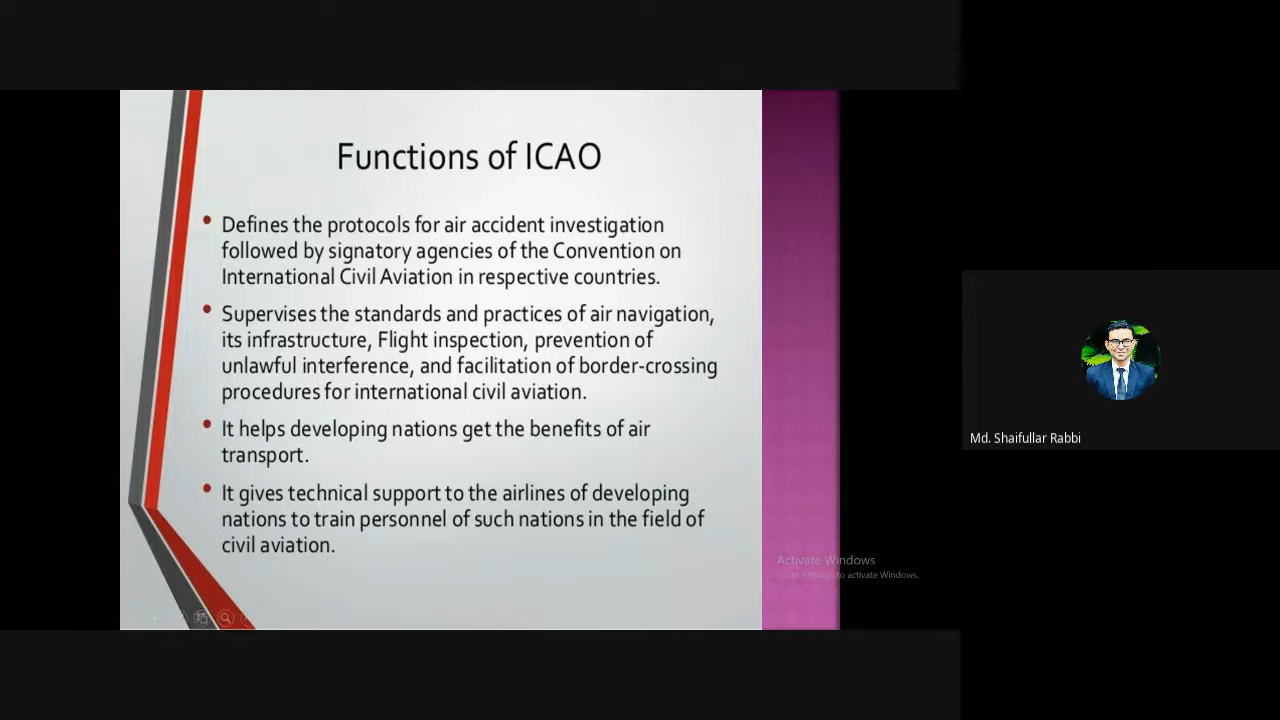 Functions of ICAO
• Defines the protocols for air accident investigation
followed by signatory agencies of the Convention on
International Civil Aviation in respective countries.
• Supervises the standards and practices of air navigation,
its infrastructure, Flight inspection, prevention of
unlawful interference, and facilitation of border-crossing
procedures for international civil aviation.
• It helps developing nations get the benefits of air
transport.
• It gives technical support to the airlines of developing
nations to train personnel of such nations in the field of
civil aviation.
Activate Windows
Go to Settings to activate Windows.
Md. Shaifullar Rabbi